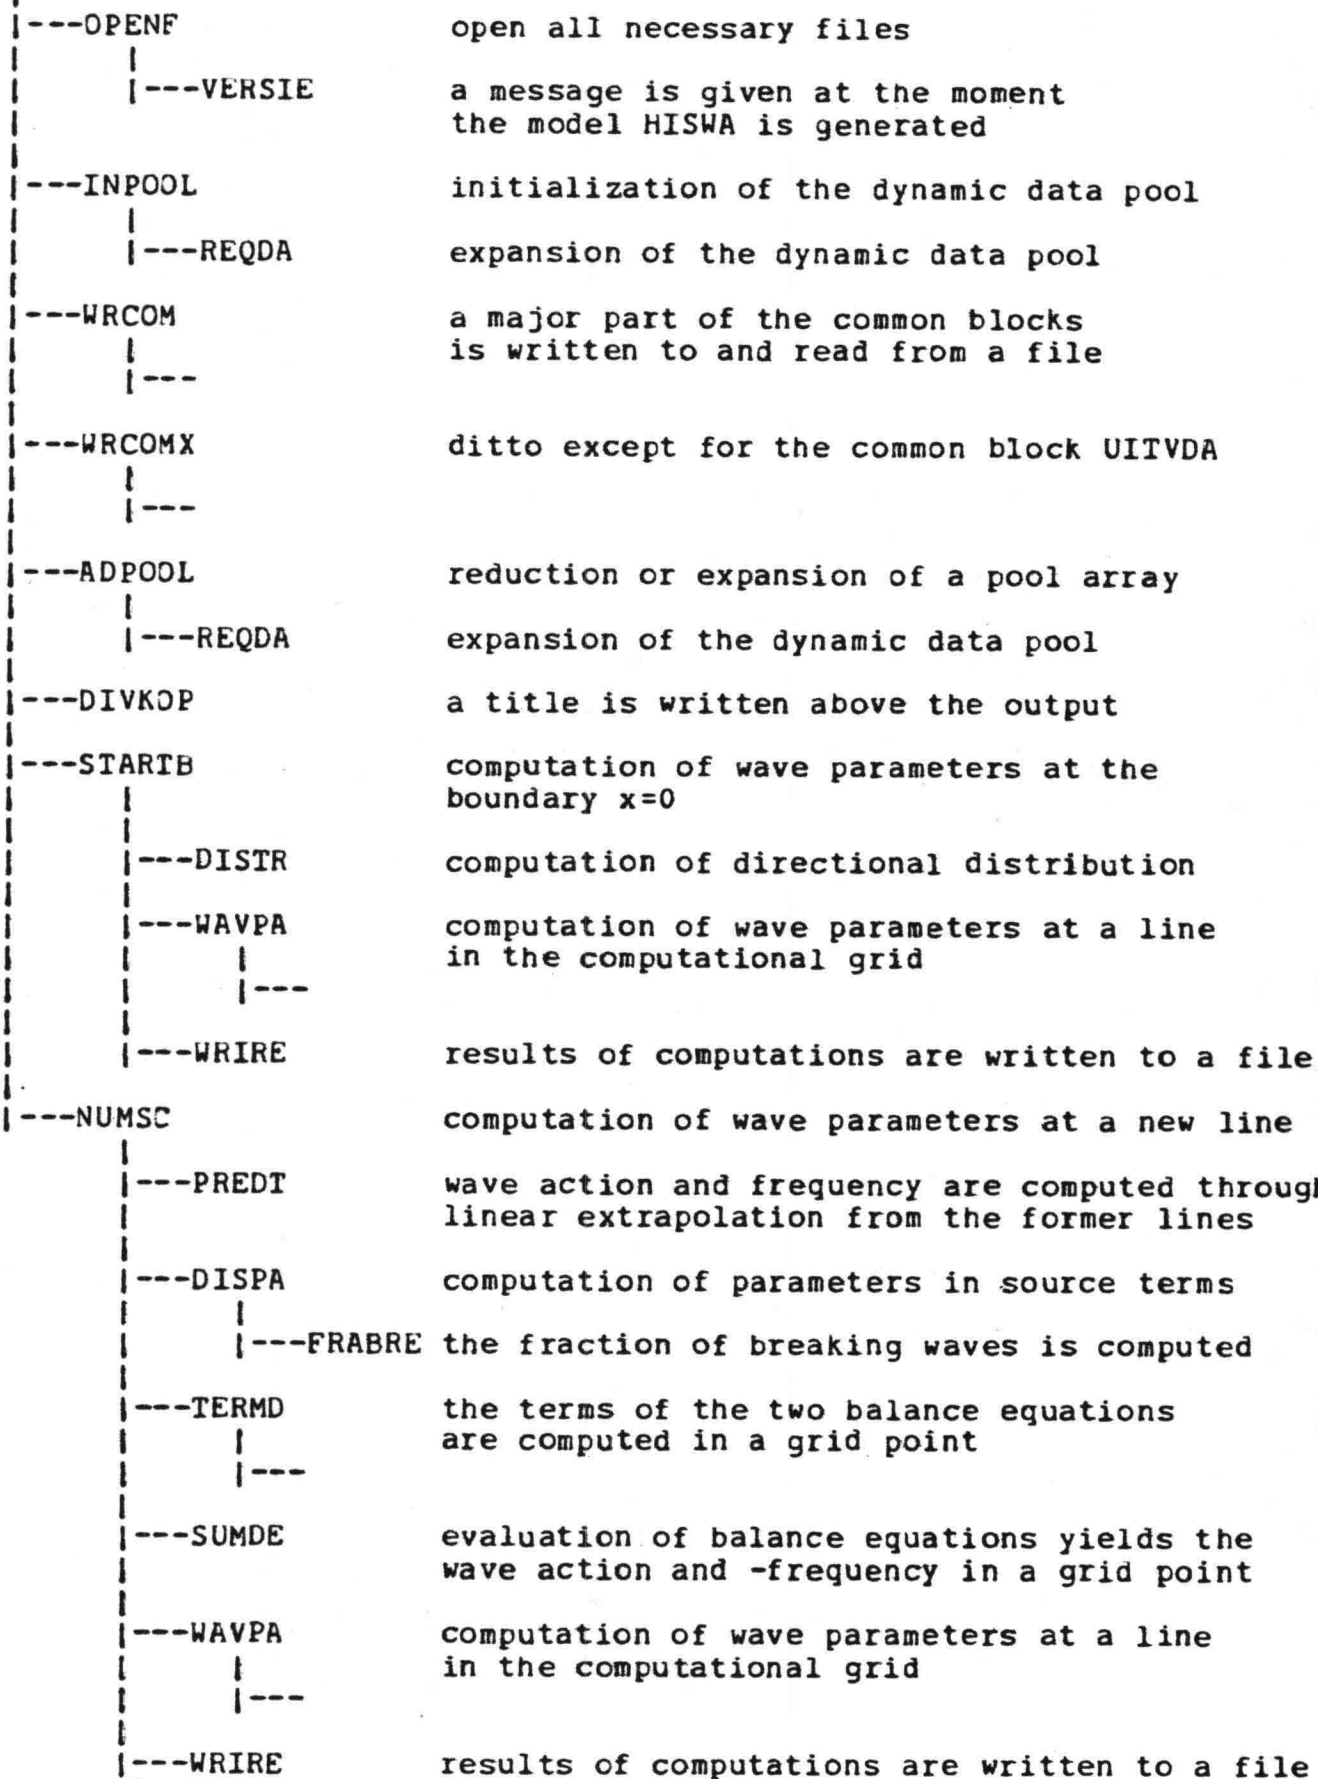 |---OPENF open all necessary files
|---VERSIE a message is given at the moment
the model HISWA is generated
|---INPOOL initialization of the dynamic data pool
|---REQDA expansion of the dynamic data pool
|---WRCOM a major part of the common blocks
is written to and read from a file
|---
|---WRCOMX ditto except for the common block UITVDA
|---
|---ADPOOL reduction or expansion of a pool array
|---REQDA expansion of the dynamic data pool
|---DIVKOP a title is written above the output
|---STARTB computation of wave parameters at the
boundary x=0
|---DISTR computation of directional distribution
|---WAVPA computation of wave parameters at a line
in the computational grid
|---
|---WRIRE results of computations are written to a file
|---NUMSC computation of wave parameters at a new line
|---PREDT wave action and frequency are computed through
linear extrapolation from the former lines
|---DISPA computation of parameters in source terms
|---FRABRE the fraction of breaking waves is computed
|---TERMD the terms of the two balance equations
are computed in a grid point
|---
|---SUMDE evaluation of balance equations yields the
wave action and -frequency in a grid point
|---WAVPA computation of wave parameters at a line
in the computational grid
|---
|---WRIRE results of computations are written to a file